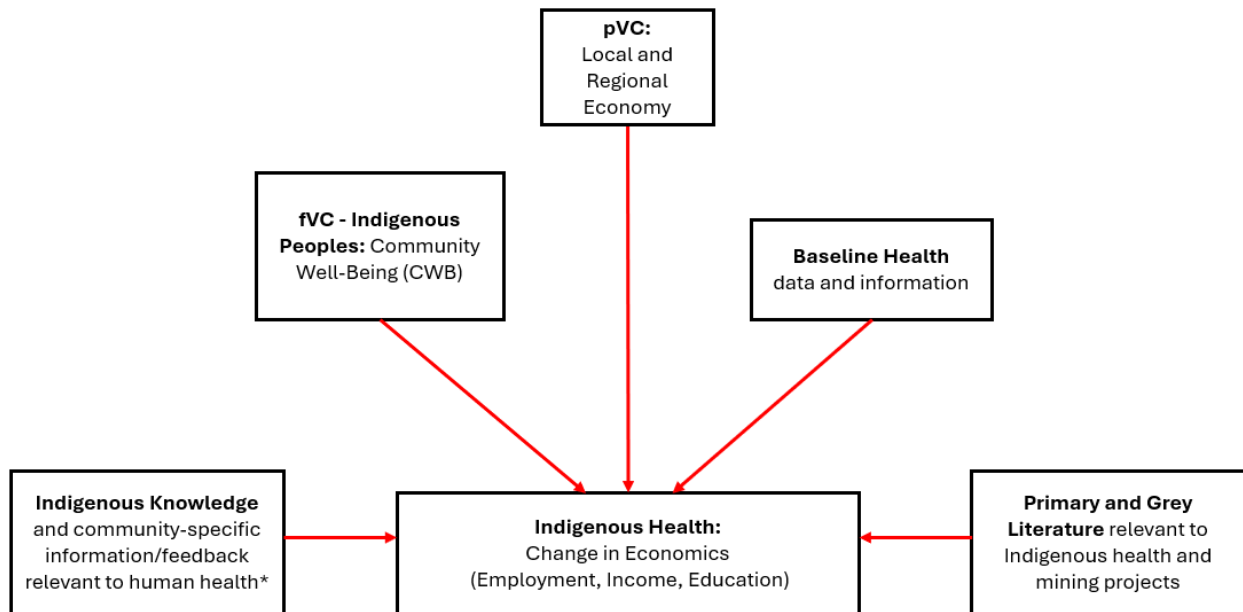 pVC:
Local and
Regional
Economy
fVC - Indigenous
Peoples: Community
Well-Being (CWB)
Baseline Health
data and information
Indigenous Knowledge
and community-specific
information/feedback
relevant to human health*
Indigenous Health:
Change in Economics
(Employment, Income, Education)
Primary and Grey
Literature relevant to
Indigenous health and
mining projects